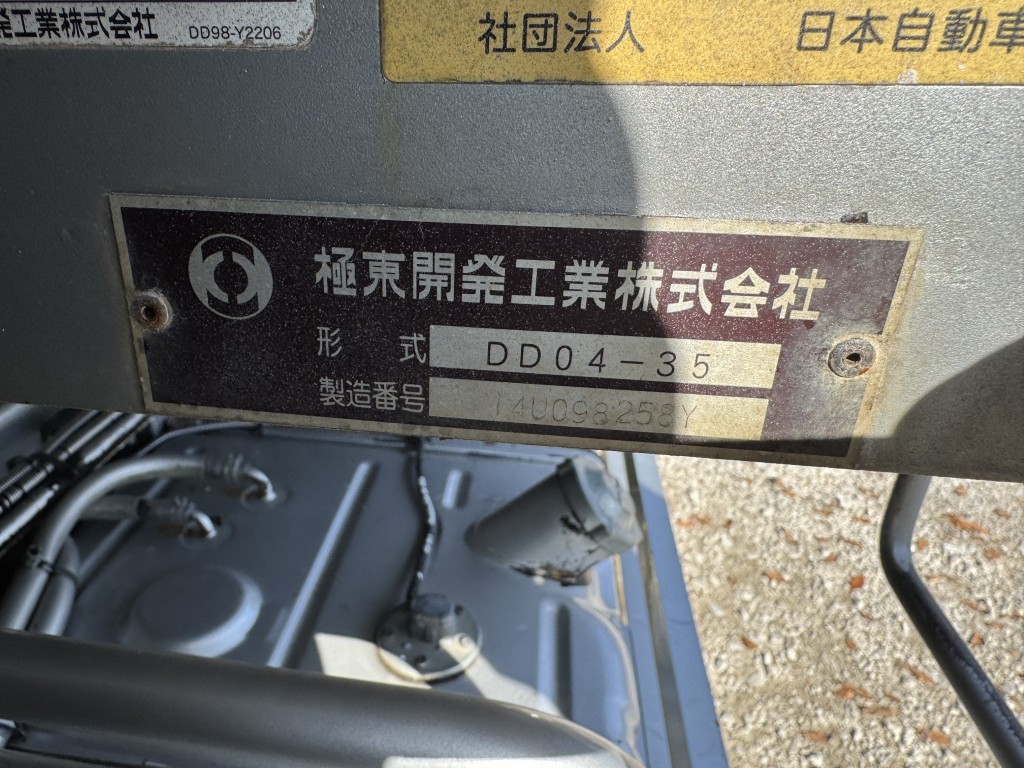 発工業株式会社 DD98-Y2206
社団法人 日本自動車
極東開発工業株式会社
形 式 DD04-35
製造番号 14U098258Y